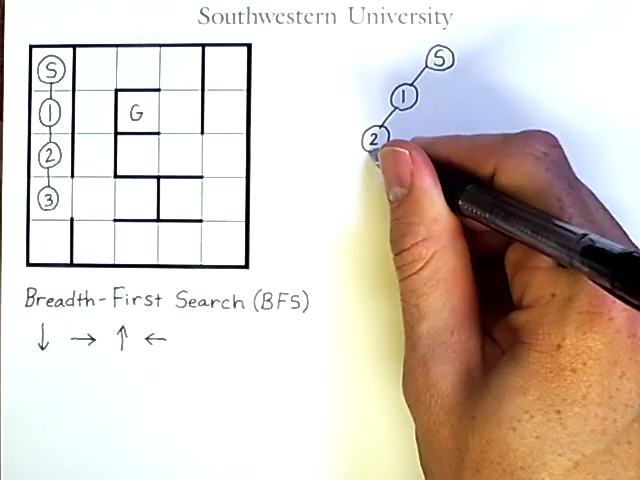 Southwestern University
S
1
2
3
G
S
1
2
Breadth-First Search (BFS)
↓ → ↑ ←